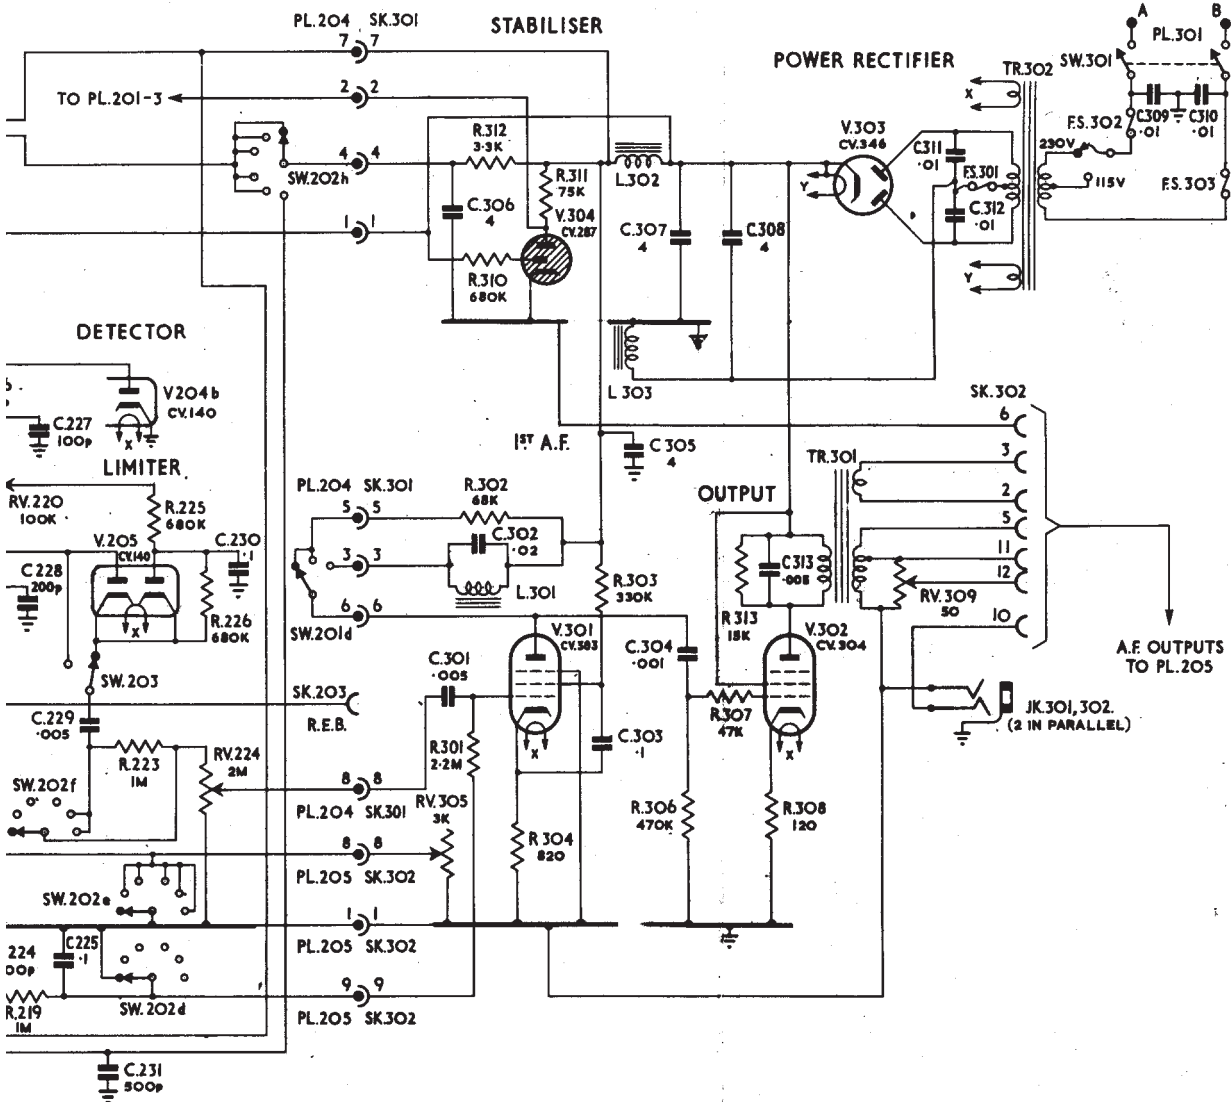 PL.204 SK.301
7 7
STABILISER
A
B
PL.301
SW.301
POWER RECTIFIER
TR.302
TO PL.201-3
2 2
X
C309
.01
C.310
.01
F.S.302
230V
115V
F.S.303
R.312
3.3K
V.303
CV.346
C.311
.01
F.S.301
C.312
.01
4 4
SW.202h
R.311
75K
L.302
Y
C.306
4
V.304
CV.287
C.307
4
C.308
4
1 1
R.310
680K
Y
DETECTOR
V204b
CV.140
L.303
SK.302
6
C.227
100p
X
1ST A.F.
C.305
4
3
TR.301
LIMITER
RV.220
100K
R.225
680K
PL.204 SK.301
5 5
R.302
68K
OUTPUT
2
5
V.205
CV.140
C.230
.1
C.302
.02
3 3
C313
.005
11
12
C.228
200p
L.301
R.303
330K
RV.309
50
X
R.226
680K
6 6
SW.201d
R313
15K
10
V.301
CV.303
C.304
.001
V.302
CV.304
A.F. OUTPUTS
TO PL.205
C.301
.005
SW.203
SK.203
R.E.B.
R.307
47K
JK.301,302.
(2 IN PARALLEL)
C.229
.005
X
X
R.301
2.2M
C.303
.1
R.223
1M
RV.224
2M
SW.202f
8 8
PL.204 SK301
RV.305
3K
R.306
470K
R.308
120
R.304
820
8 8
PL.205 SK.302
SW.202e
1 1
PL.205 SK.302
224
00p
C225
.1
SW.202d
9 9
PL.205 SK.302
R.219
1M
C.231
500p